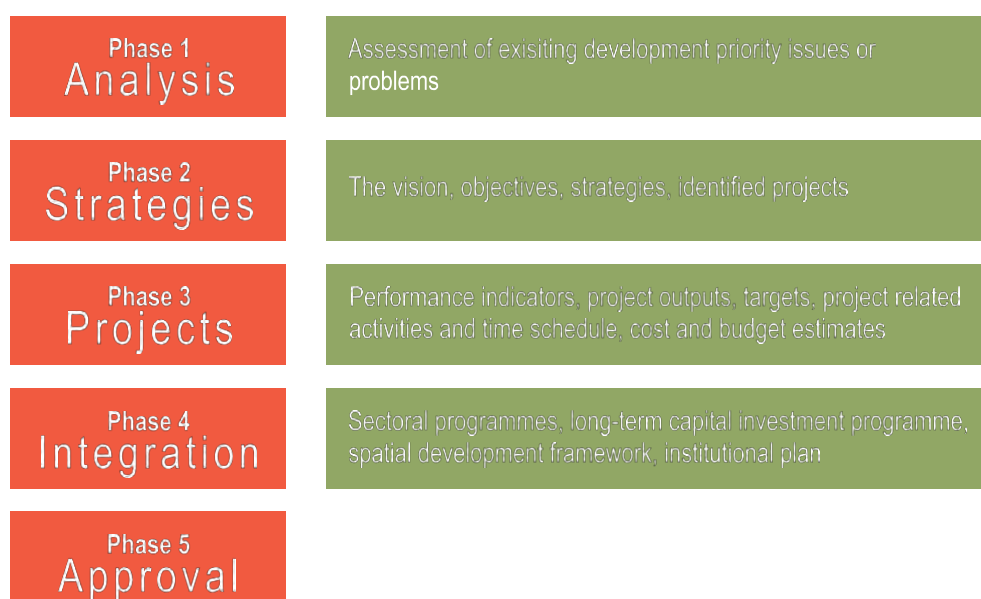 Phase 1
Analysis
Assessment of exisiting development priority issues or
problems
Phase 2
Strategies
The vision, objectives, strategies, identified projects
Phase 3
Projects
Performance indicators, project outputs, targets, project related
activities and time schedule, cost and budget estimates
Phase 4
Integration
Sectoral programmes, long-term capital investment programme,
spatial development framework, institutional plan
Phase 5
Approval